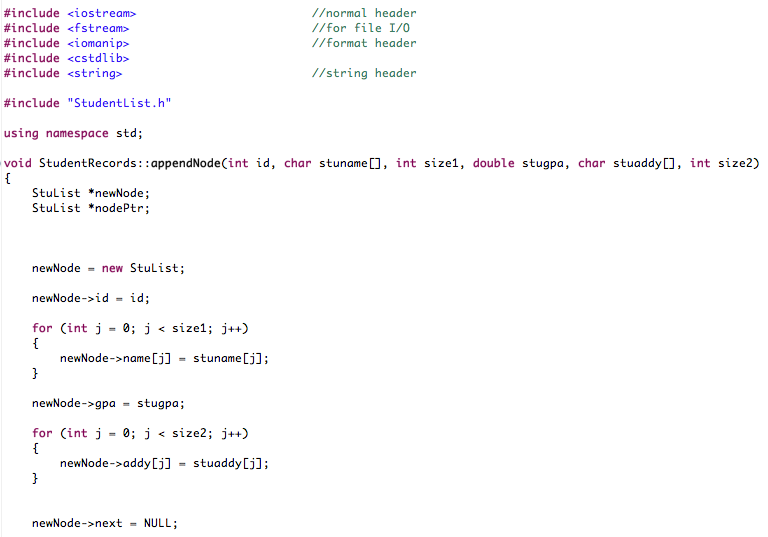 #include <iostream> //normal header
#include <fstream> //for file I/O
#include <iomanip> //format header
#include <cstdlib>
#include <string> //string header
#include "StudentList.h"
using namespace std;
void StudentRecords::appendNode(int id, char stuname[], int size1, double stugpa, char stuaddy[], int size2)
{
StuList *newNode;
StuList *nodePtr;
newNode = new StuList;
newNode->id = id;
for (int j = 0; j < size1; j++)
{
newNode->name[j] = stuname[j];
}
newNode->gpa = stugpa;
for (int j = 0; j < size2; j++)
{
newNode->addy[j] = stuaddy[j];
}
newNode->next = NULL;